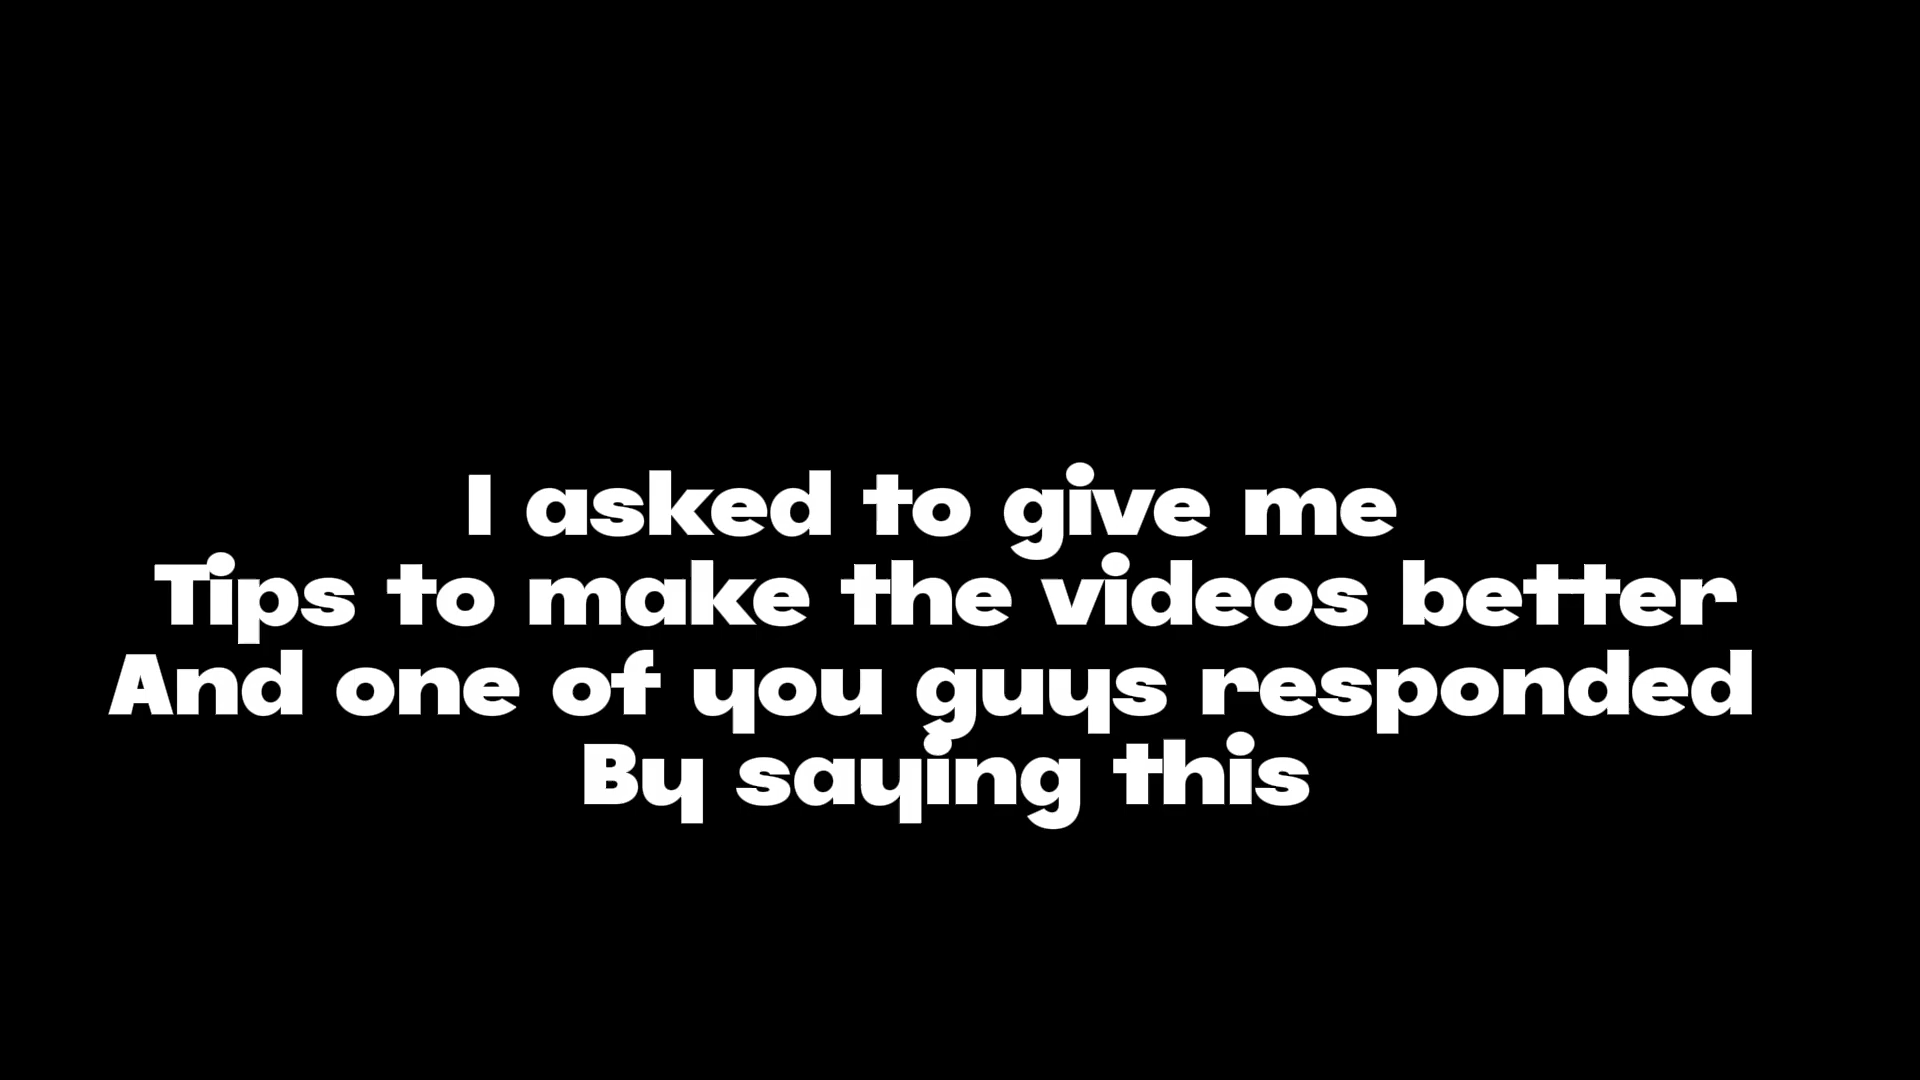 I asked to give me
Tips to make the videos better
And one of you guys responded
By saying this